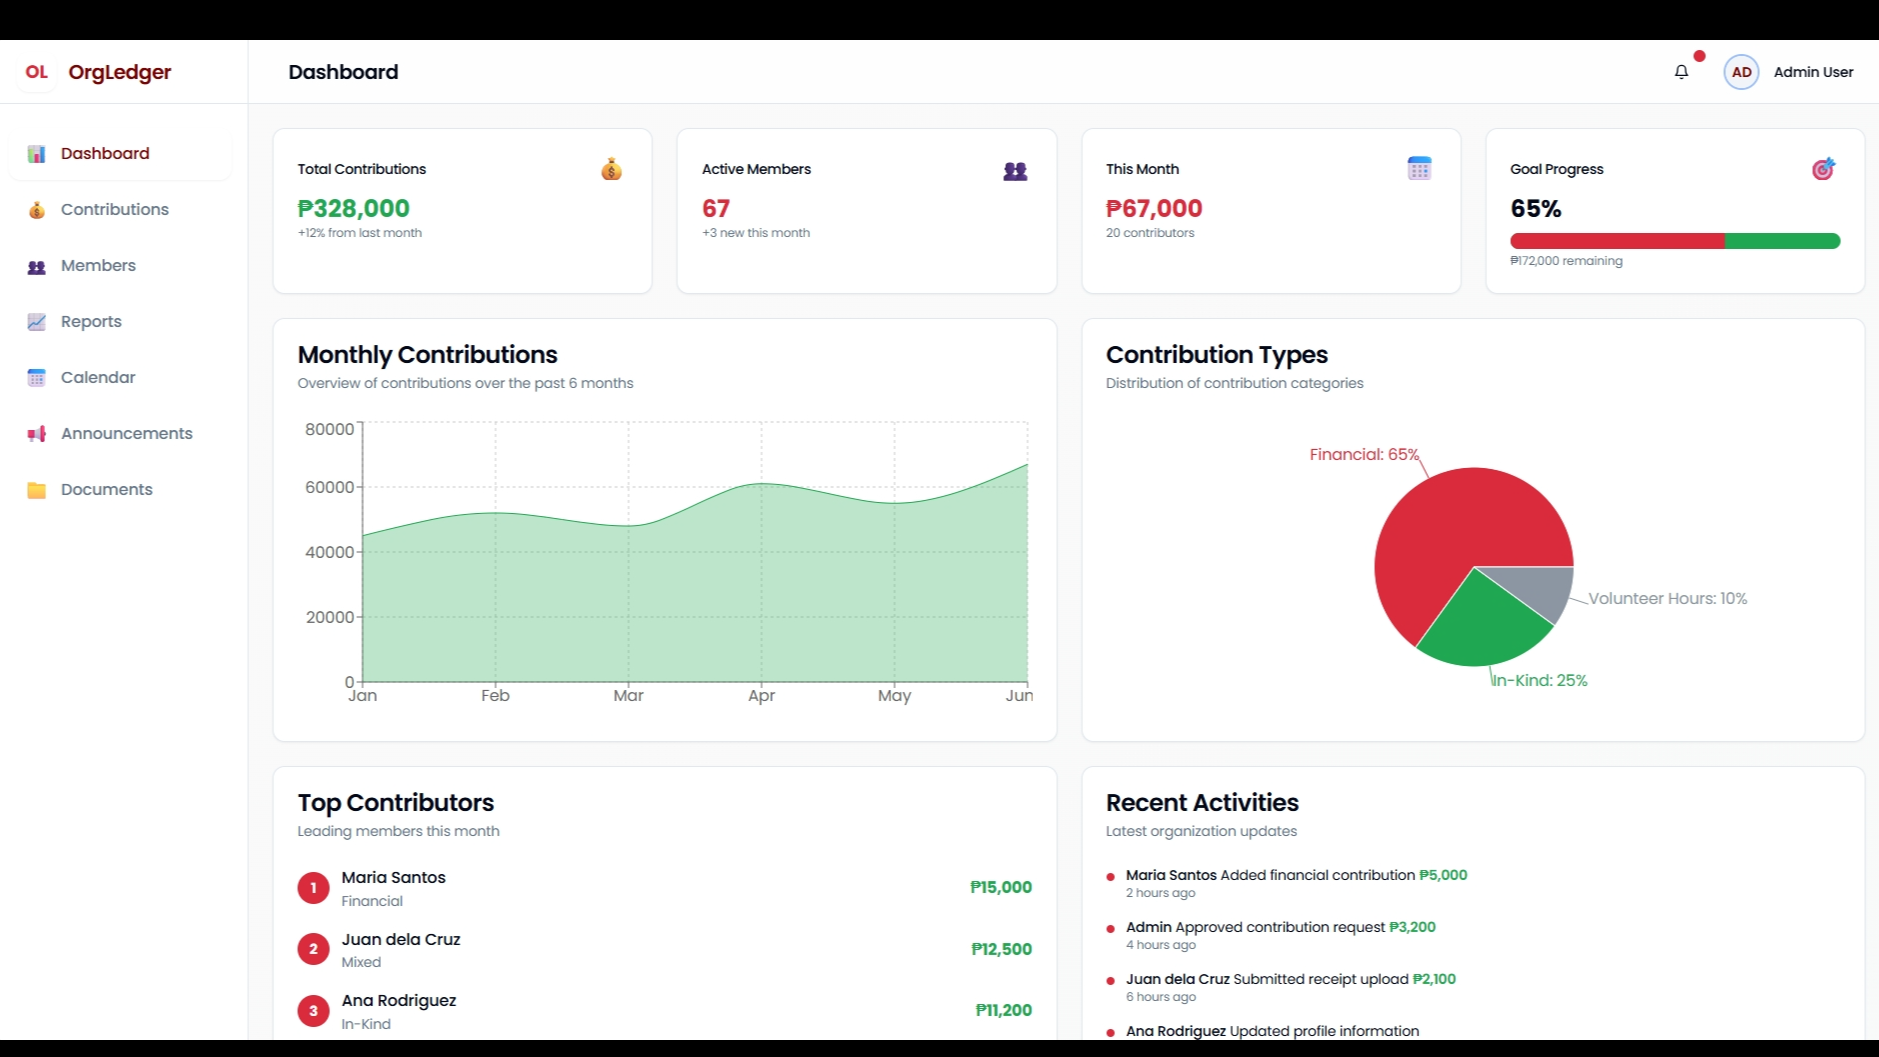 OL OrgLedger
Dashboard
AD Admin User
Dashboard
Contributions
Members
Reports
Calendar
Announcements
Documents
Total Contributions
₱328,000
+12% from last month
Active Members
67
+3 new this month
This Month
₱67,000
20 contributors
Goal Progress
65%
₱172,000 remaining
Monthly Contributions
Overview of contributions over the past 6 months
80000
60000
40000
20000
0
Jan Feb Mar Apr May Jun
Contribution Types
Distribution of contribution categories
Financial: 65%
Volunteer Hours: 10%
In-Kind: 25%
Top Contributors
Leading members this month
1 Maria Santos ₱15,000
Financial
2 Juan dela Cruz ₱12,500
Mixed
3 Ana Rodriguez ₱11,200
In-Kind
Recent Activities
Latest organization updates
Maria Santos Added financial contribution ₱5,000
2 hours ago
Admin Approved contribution request ₱3,200
4 hours ago
Juan dela Cruz Submitted receipt upload ₱2,100
6 hours ago
Ana Rodriguez Updated profile information